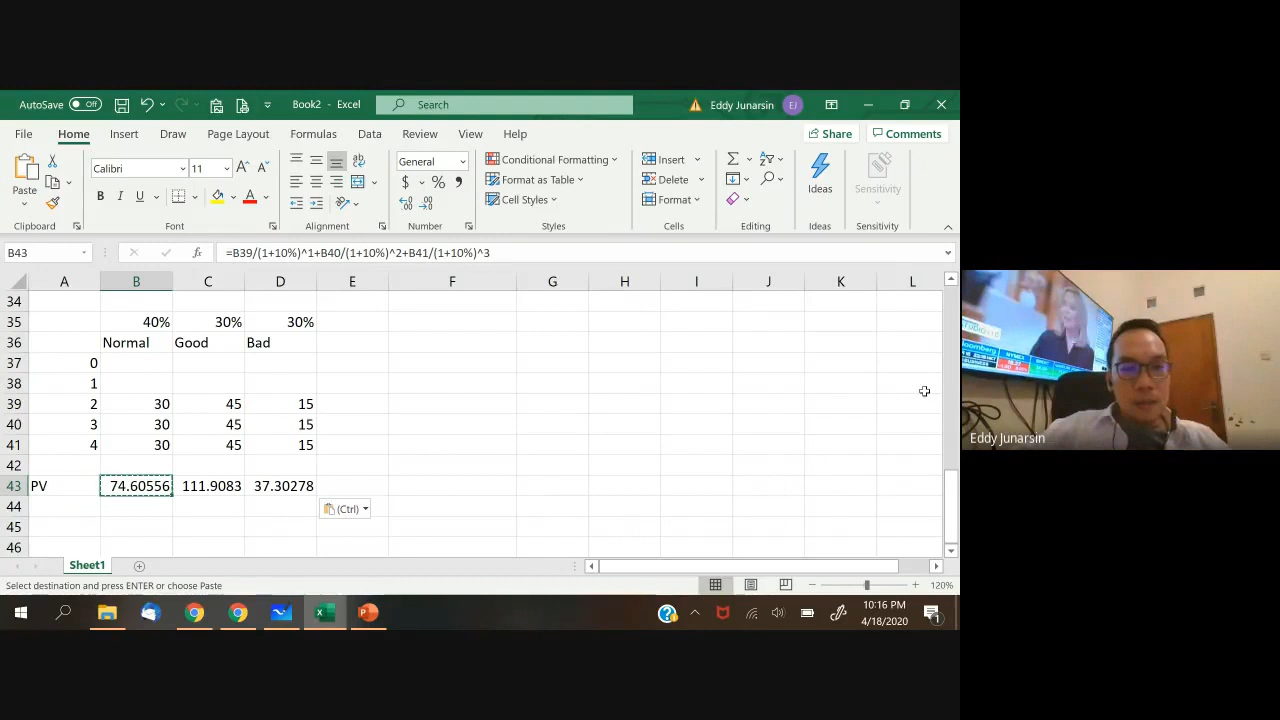 AutoSave Off Book2 - Excel Search Eddy Junarsin EJ
File Home Insert Draw Page Layout Formulas Data Review View Help Share Comments
Paste
Calibri 11 A A
General
Conditional Formatting
Format as Table
Cell Styles
Insert
Delete
Format
Ideas
Sensitivity
B I U A
$ % 9
Clipboard Font Alignment Number Styles Cells Editing Ideas Sensitivity
B43 fx =B39/(1+10%)^1+B40/(1+10%)^2+B41/(1+10%)^3
A B C D E F G H I J K L
34
35 40% 30% 30%
36 Normal Good Bad
37 0
38 1
39 2 30 45 15
40 3 30 45 15
41 4 30 45 15
42
43 PV 74.60556 111.9083 37.30278
44 (Ctrl)
45
46
Sheet1
Select destination and press ENTER or choose Paste 120%
10:16 PM
4/18/2020
1
NYMEX
Eddy Junarsin